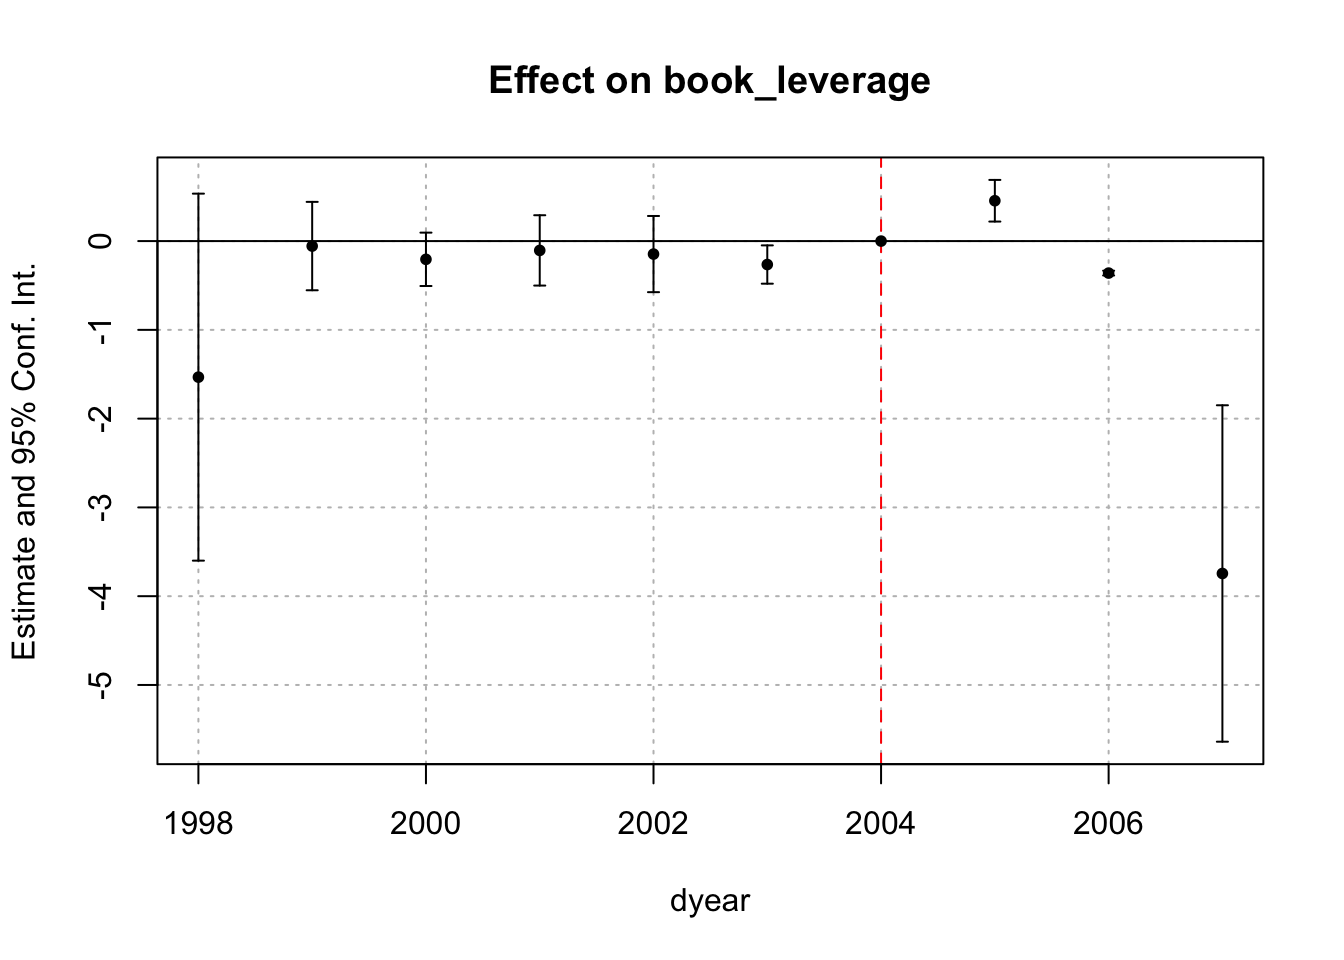 Effect on book_leverage
Estimate and 95% Conf. Int.
0
-1
-2
-3
-4
-5
1998 2000 2002 2004 2006
dyear